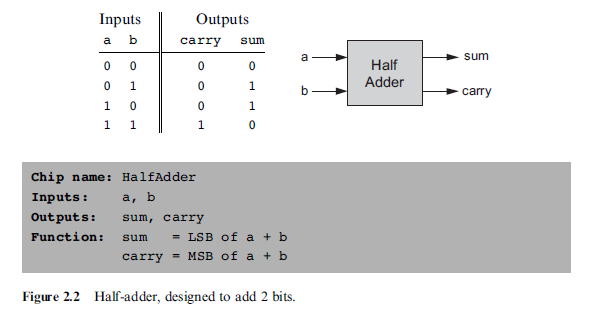 Inputs Outputs
a b carry sum
0 0 0 0
0 1 0 1
1 0 0 1
1 1 1 0
a
b
Half
Adder
sum
carry
Chip name: HalfAdder
Inputs: a, b
Outputs: sum, carry
Function: sum = LSB of a + b
carry = MSB of a + b
Figure 2.2 Half-adder, designed to add 2 bits.